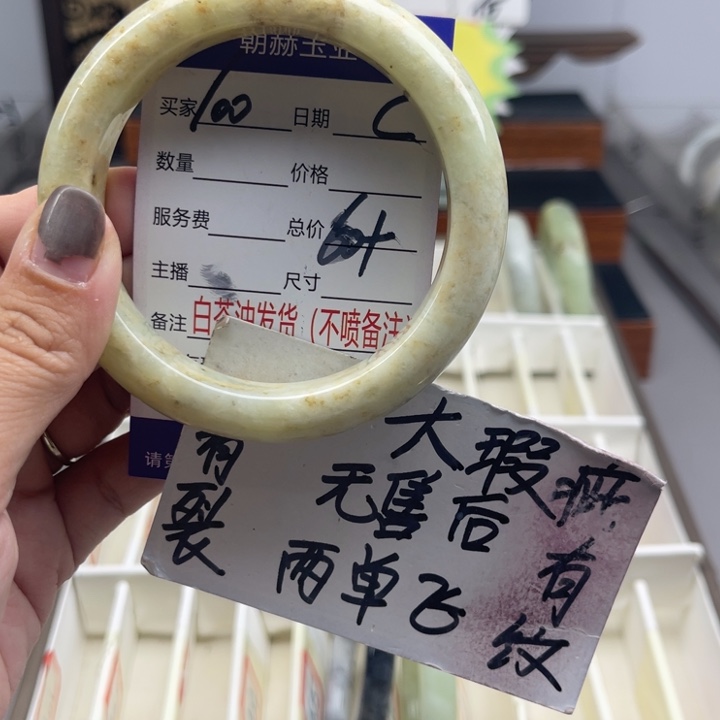 朝赫玉业
买家 100 日期 C
数量 价格
服务费 总价 64
主播 尺寸
备注 白茶油发货(不喷备注)
请
有裂
大瑕疵
无售后
两单飞
有纹